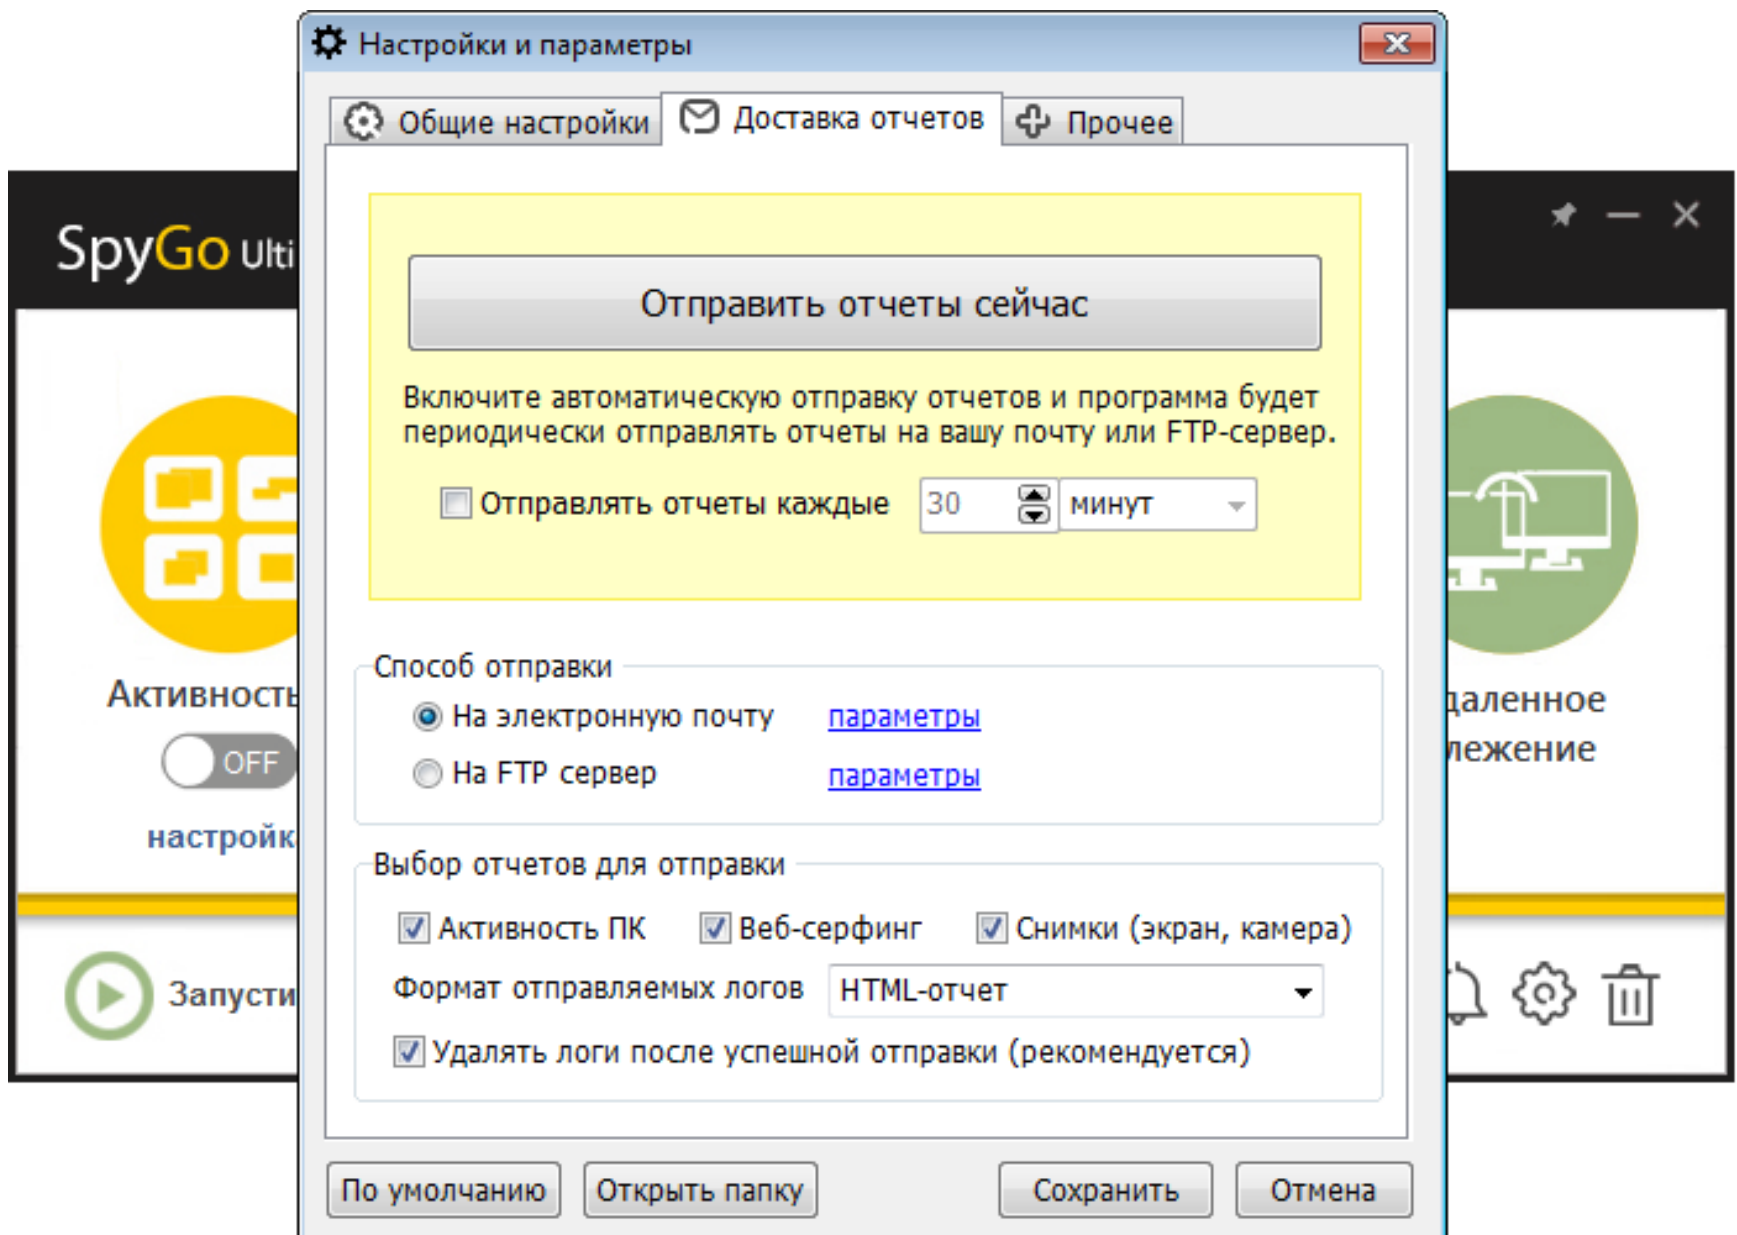 Настройки и параметры
Общие настройки
Доставка отчетов
Прочее
SpyGo Ulti
Отправить отчеты сейчас
Включите автоматическую отправку отчетов и программа будет
периодически отправлять отчеты на вашу почту или FTP-сервер.
Отправлять отчеты каждые 30 минут
Способ отправки
На электронную почту параметры
На FTP сервер параметры
Выбор отчетов для отправки
Активность ПК Веб-серфинг Снимки (экран, камера)
Формат отправляемых логов HTML-отчет
Удалять логи после успешной отправки (рекомендуется)
По умолчанию Открыть папку Сохранить Отмена
Активность
OFF
настройк
Запусти
даленное
лежение